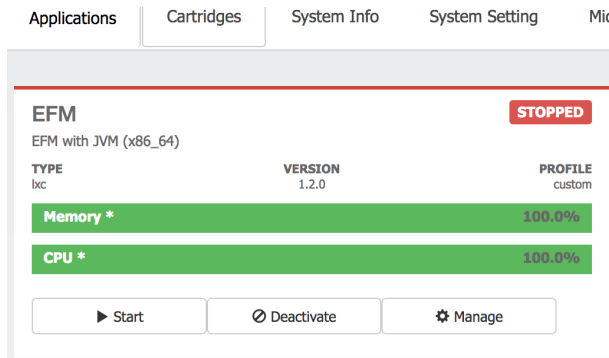 Applications Cartridges System Info System Setting
EFM STOPPED
EFM with JVM (x86_64)
TYPE VERSION PROFILE
lxc 1.2.0 custom
Memory * 100.0%
CPU * 100.0%
Start Deactivate Manage